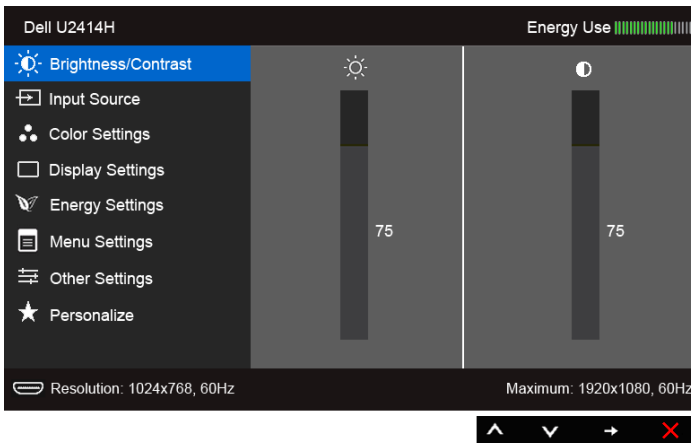 Dell U2414H Energy Use
Brightness/Contrast
Input Source
Color Settings
Display Settings
Energy Settings
75 75
Menu Settings
Other Settings
Personalize
Resolution: 1024x768, 60Hz Maximum: 1920x1080, 60Hz